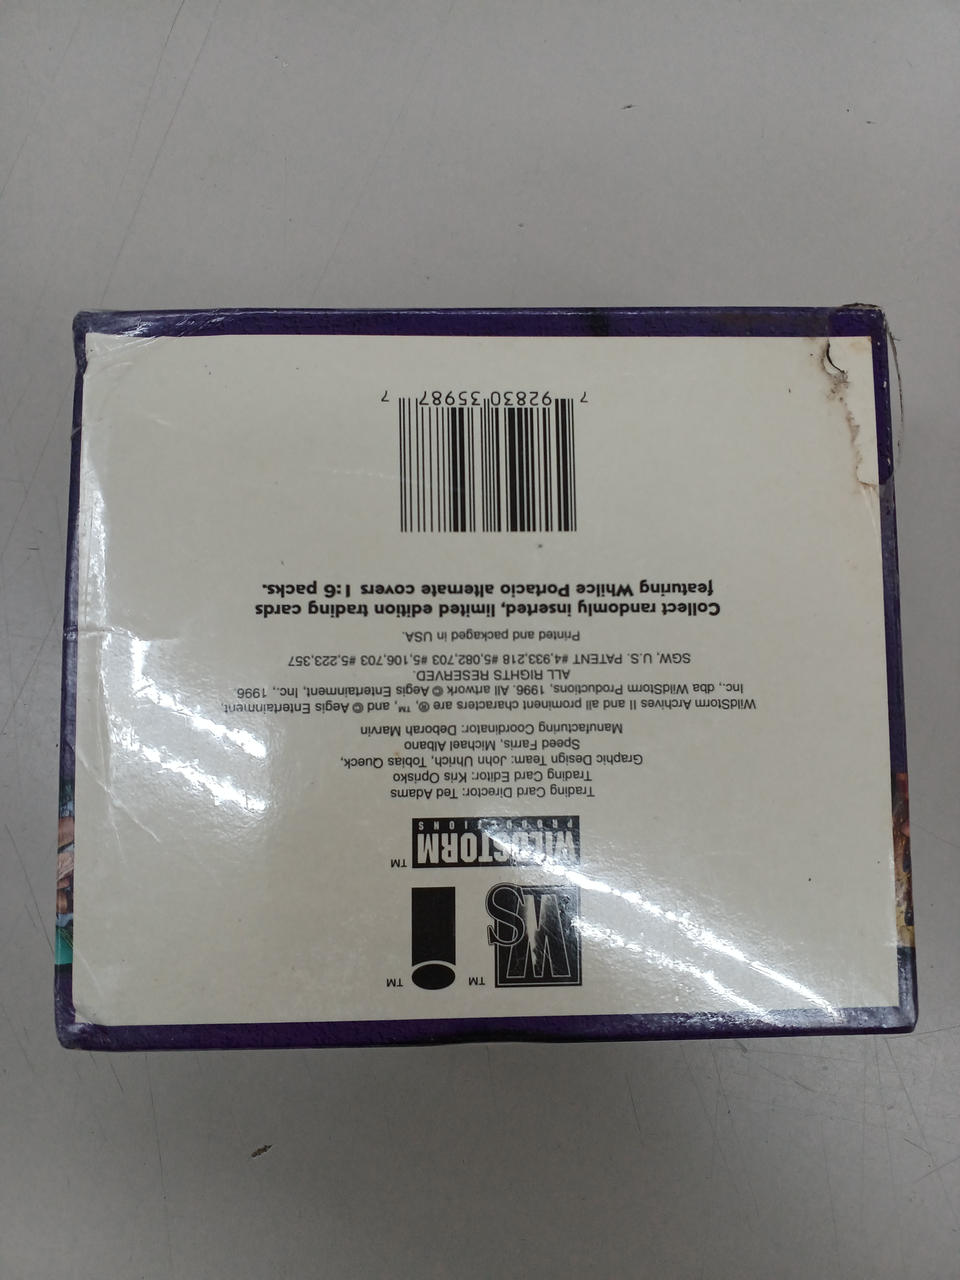 WS TM
TM
WILDSTORM TM
PRODUCTIONS
Trading Card Director: Ted Adams
Trading Card Editor: Kris Oprisko
Graphic Design Team: John Uhrich, Tobias Queck,
Speed Farris, Michael Albano
Manufacturing Coordinator: Deborah Marvin
WildStorm Archives II and all prominent characters are ®, ™, and © Aegis Entertainment,
Inc., dba WildStorm Productions, 1996. All artwork © Aegis Entertainment, Inc., 1996
ALL RIGHTS RESERVED.
SGW, U.S. PATENT #4,933,218 #5,082,703 #5,106,703 #5,223,357
Printed and packaged in USA.
Collect randomly inserted, limited edition trading cards
featuring Whilce Portacio alternate covers 1:6 packs.
7 92830 35987 7